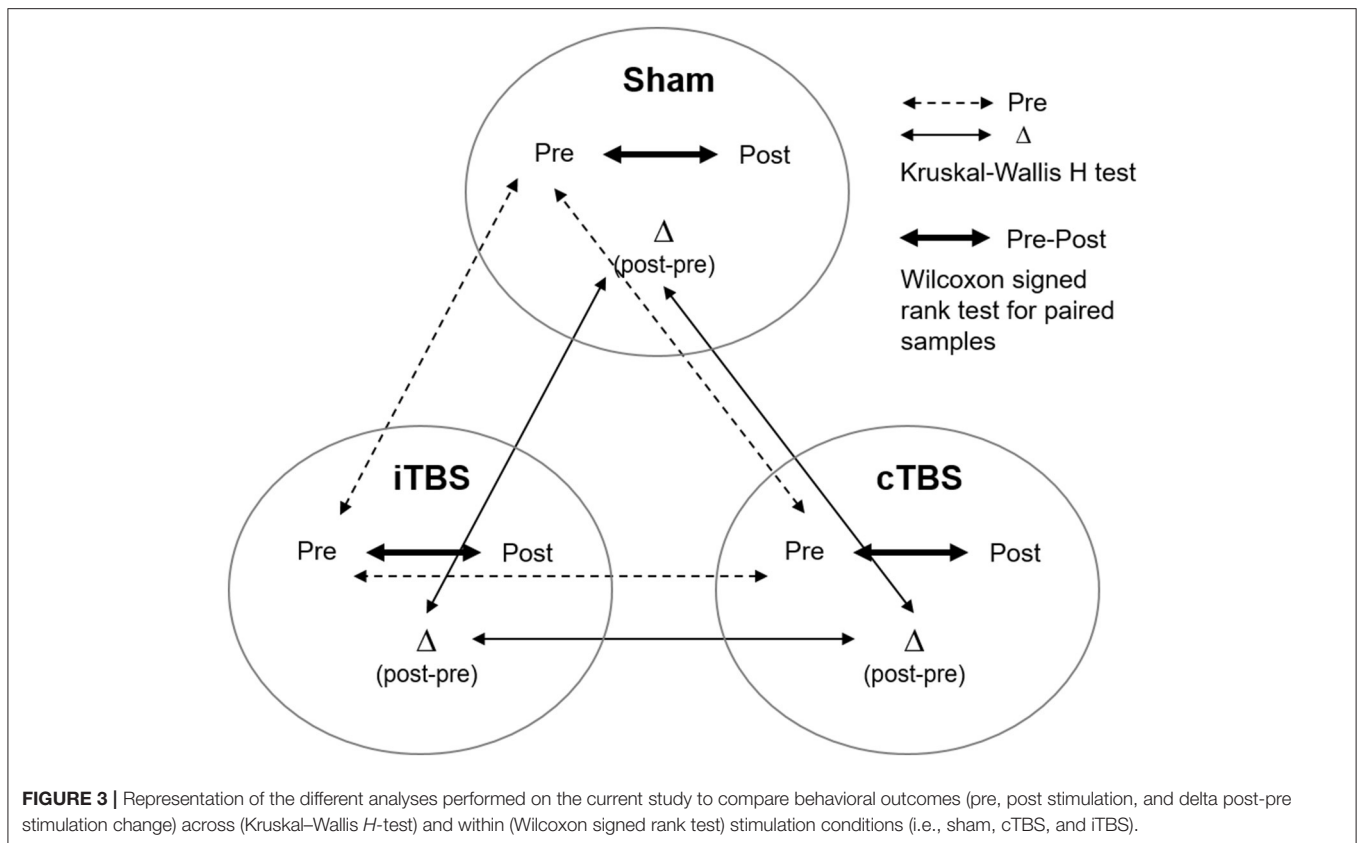 Sham
Pre
Post
Δ
(post-pre)
Pre
Δ
Kruskal-Wallis H test
Pre-Post
Wilcoxon signed
rank test for paired
samples
iTBS
Pre
Post
Δ
(post-pre)
cTBS
Pre
Post
Δ
(post-pre)
FIGURE 3 | Representation of the different analyses performed on the current study to compare behavioral outcomes (pre, post stimulation, and delta post-pre
stimulation change) across (Kruskal–Wallis H-test) and within (Wilcoxon signed rank test) stimulation conditions (i.e., sham, cTBS, and iTBS).